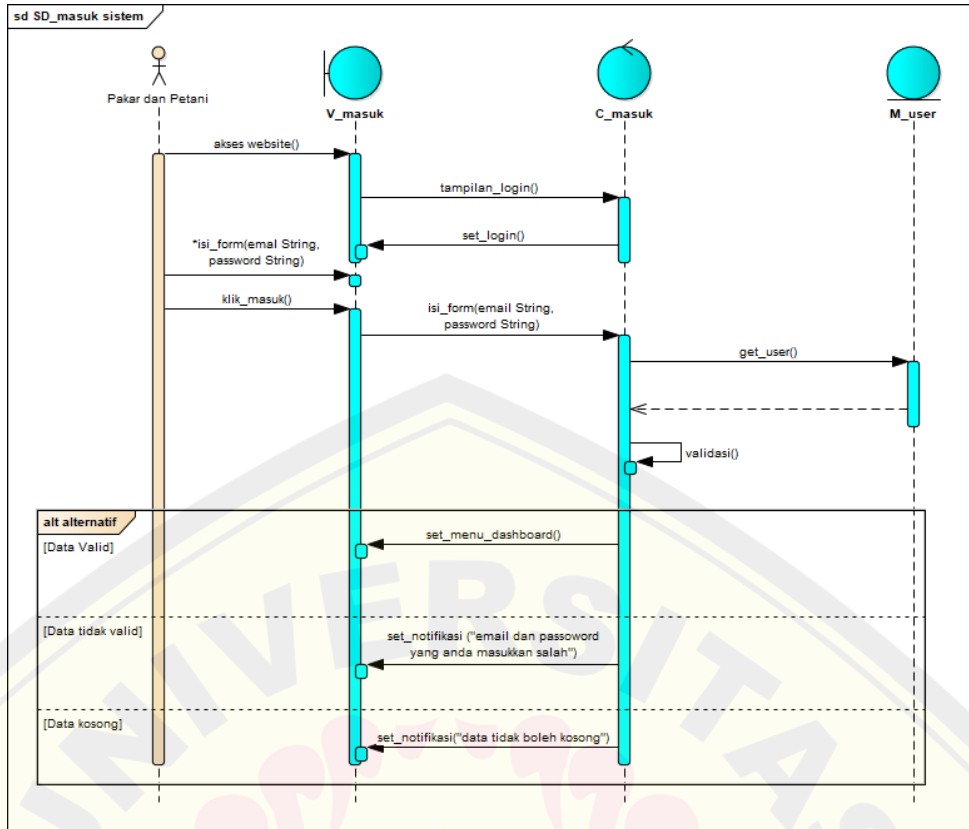 sd SD_masuk sistem
Pakar dan Petani
V_masuk
C_masuk
M_user
akses website()
tampilan_login()
set_login()
*isi_form(emal String,
password String)
klik_masuk()
isi_form(email String,
password String)
get_user()
validasi()
alt alternatif
[Data Valid]
set_menu_dashboard()
[Data tidak valid]
set_notifikasi ("email dan passoword
yang anda masukkan salah")
[Data kosong]
set_notifikasi("data tidak boleh kosong")
UNIVERSITAS